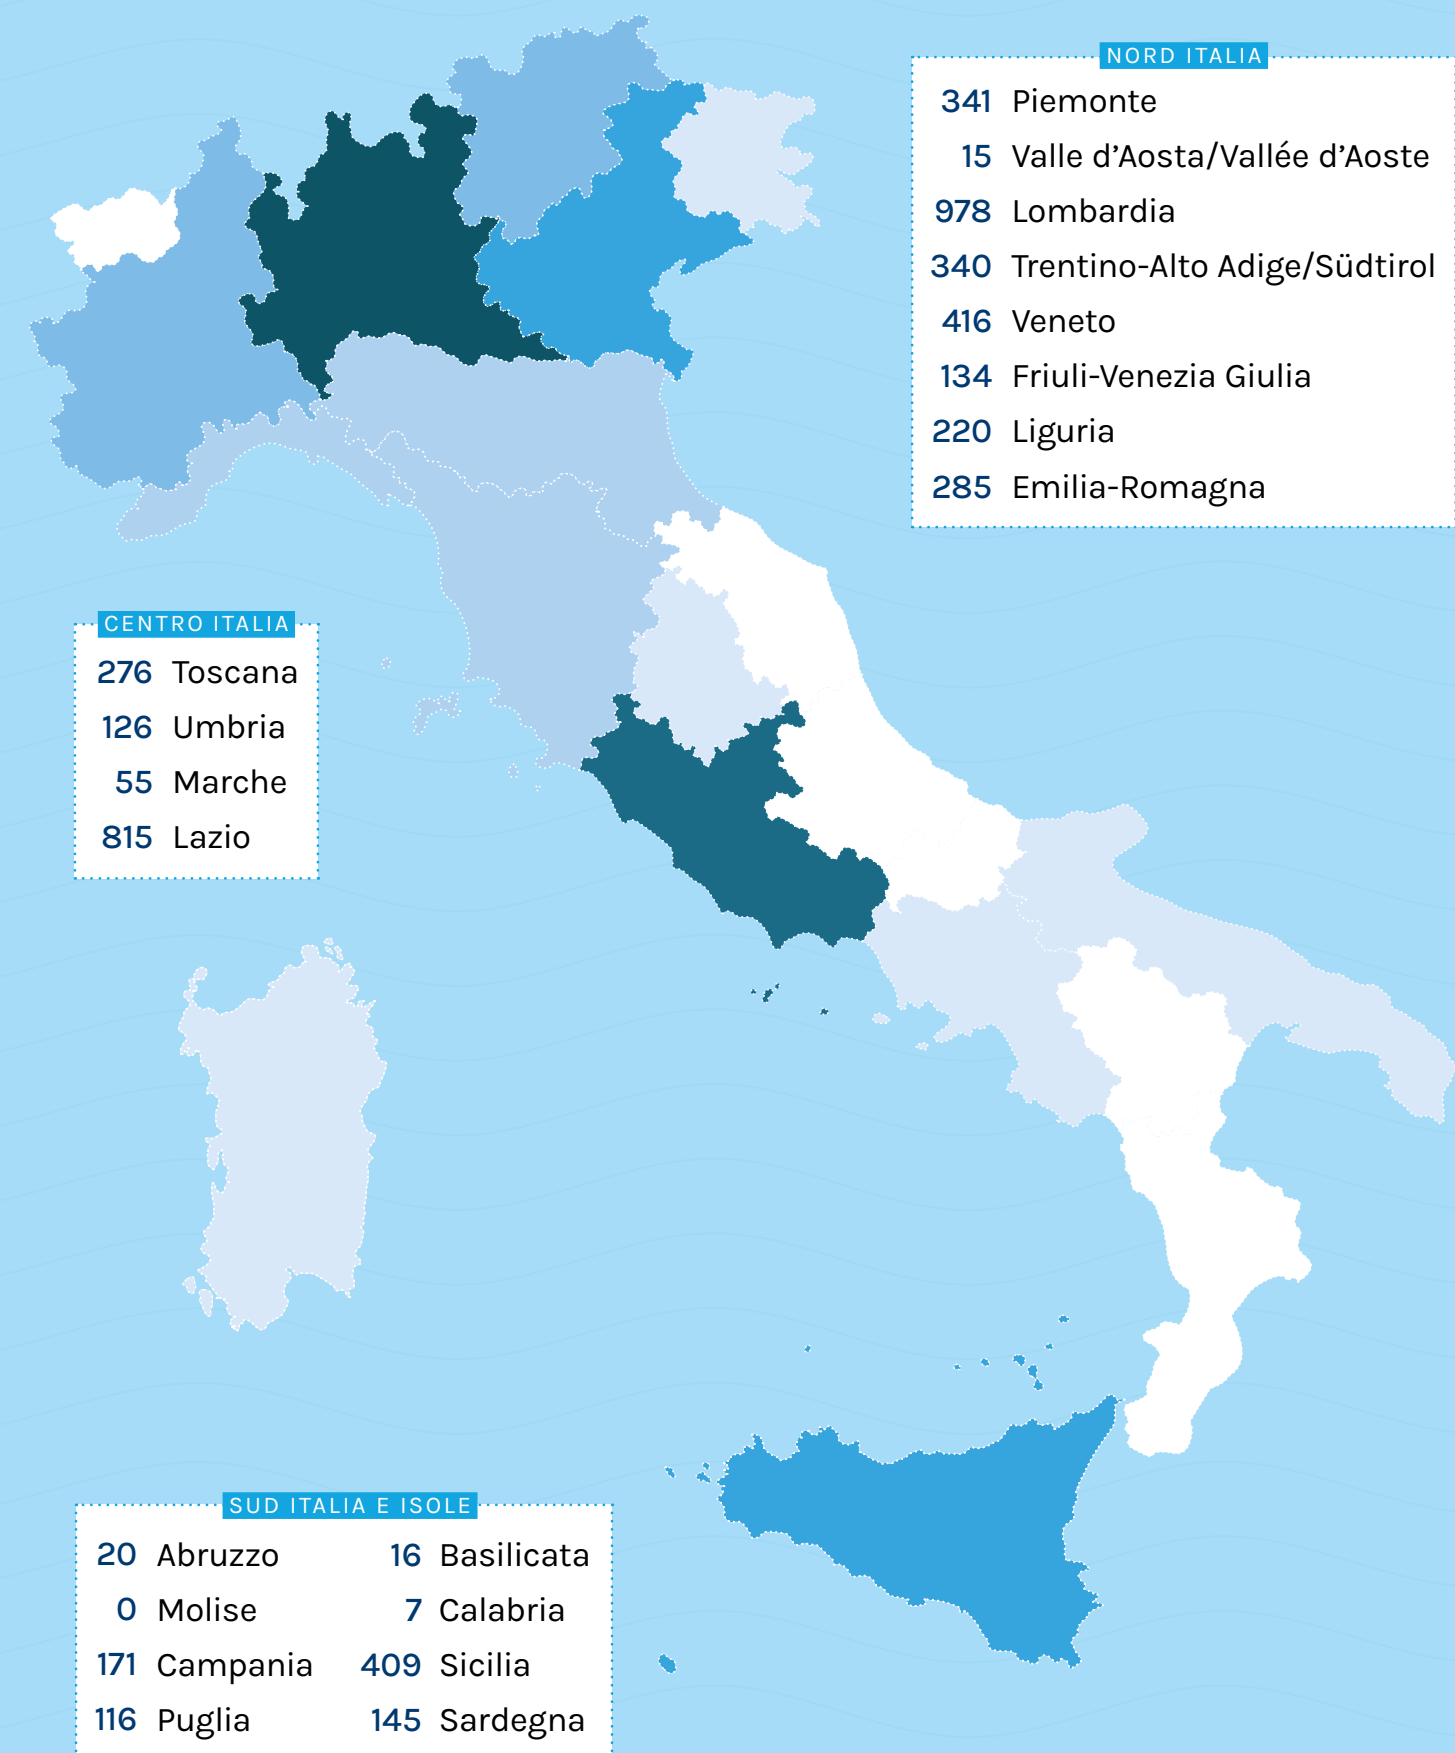 NORD ITALIA
341 Piemonte
15 Valle d’Aosta/Vallée d’Aoste
978 Lombardia
340 Trentino-Alto Adige/Südtirol
416 Veneto
134 Friuli-Venezia Giulia
220 Liguria
285 Emilia-Romagna
CENTRO ITALIA
276 Toscana
126 Umbria
55 Marche
815 Lazio
SUD ITALIA E ISOLE
20 Abruzzo
0 Molise
171 Campania
116 Puglia
16 Basilicata
7 Calabria
409 Sicilia
145 Sardegna